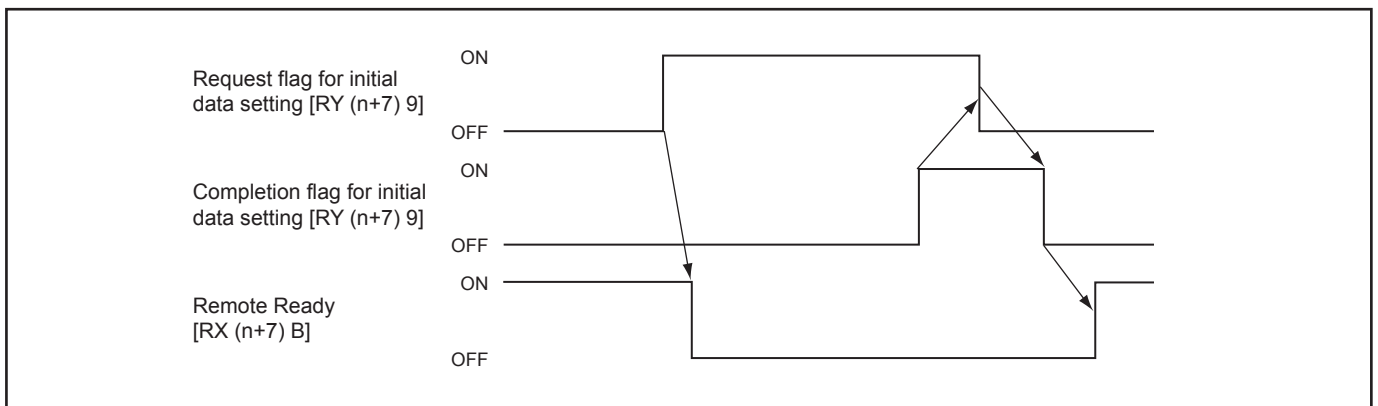 ON
Request flag for initial
data setting [RY (n+7) 9]
OFF
ON
Completion flag for initial
data setting [RY (n+7) 9]
OFF
ON
Remote Ready
[RX (n+7) B]
OFF